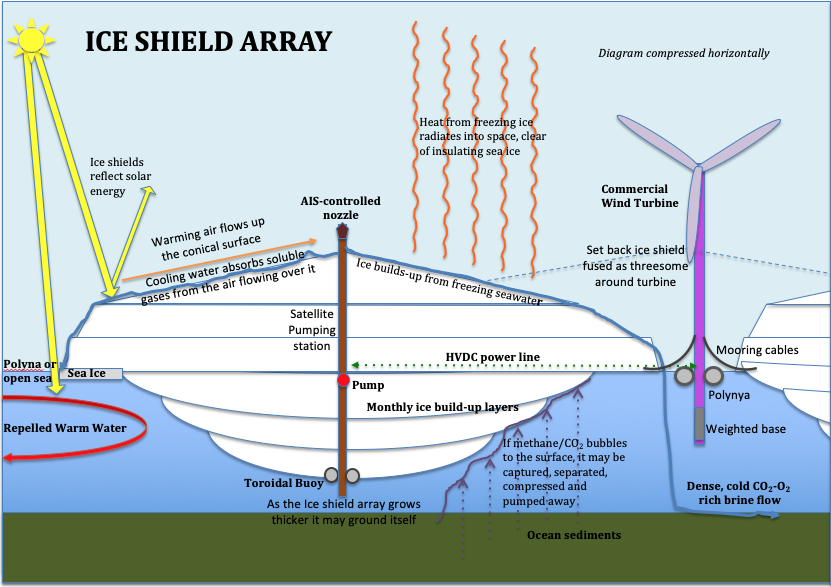 ICE SHIELD ARRAY
Diagram compressed horizontally
Heat from freezing ice
radiates into space, clear
of insulating sea ice
Ice shields
reflect solar
energy
Commercial
Wind Turbine
AIS-controlled
nozzle
Warming air flows up
the conical surface
Cooling water absorbs soluble
gases from the air flowing over it
Ice builds-up from freezing seawater
Set back ice shield
fused as threesome
around turbine
Satellite
Pumping
station
HVDC power line
Mooring cables
Polyna or
open sea
Sea Ice
Pump
Polynya
Monthly ice build-up layers
Repelled Warm Water
Weighted base
If methane/CO₂ bubbles
to the surface, it may be
captured, separated,
compressed and
pumped away
Toroidal Buoy
Dense, cold CO₂-O₂
rich brine flow
As the Ice shield array grows
thicker it may ground itself
Ocean sediments